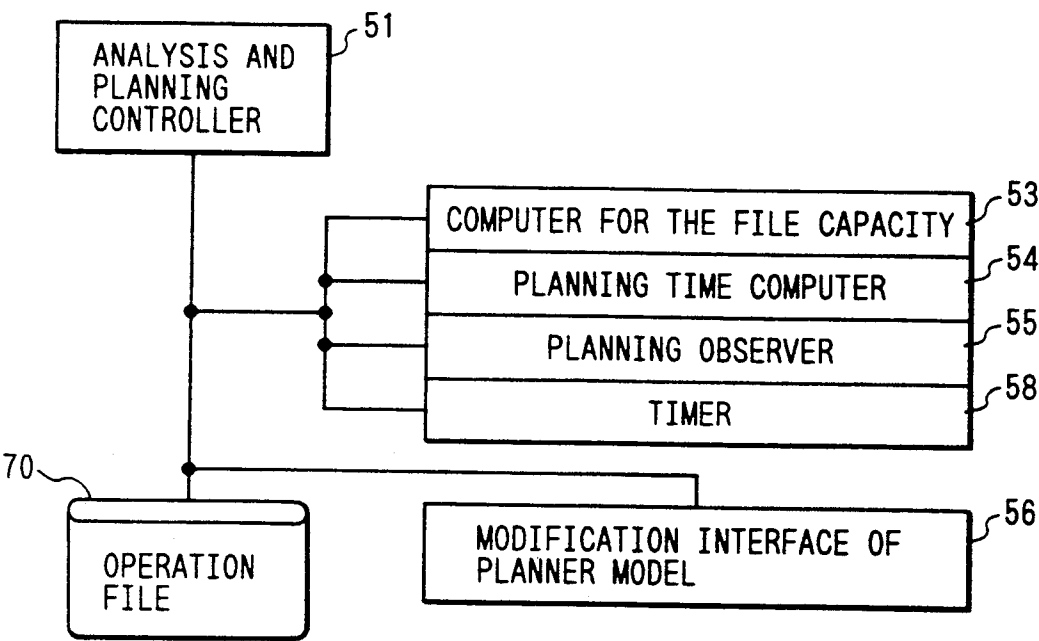 ANALYSIS AND
PLANNING
CONTROLLER
51
COMPUTER FOR THE FILE CAPACITY
53
PLANNING TIME COMPUTER
54
PLANNING OBSERVER
55
TIMER
58
70
OPERATION
FILE
MODIFICATION INTERFACE OF
PLANNER MODEL
56